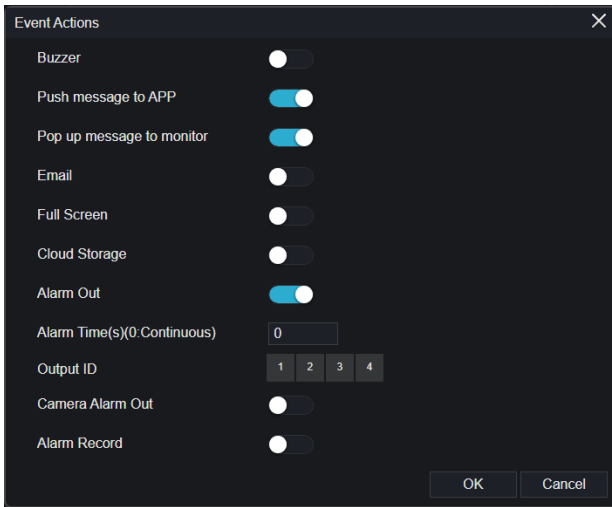 Event Actions
Buzzer
Push message to APP
Pop up message to monitor
Email
Full Screen
Cloud Storage
Alarm Out
Alarm Time(s)(0:Continuous) 0
Output ID 1 2 3 4
Camera Alarm Out
Alarm Record
OK Cancel